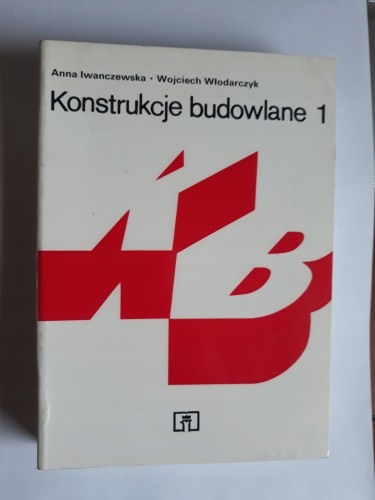 Anna Iwanczewska • Wojciech Włodarczyk
Konstrukcje budowlane 1
KB